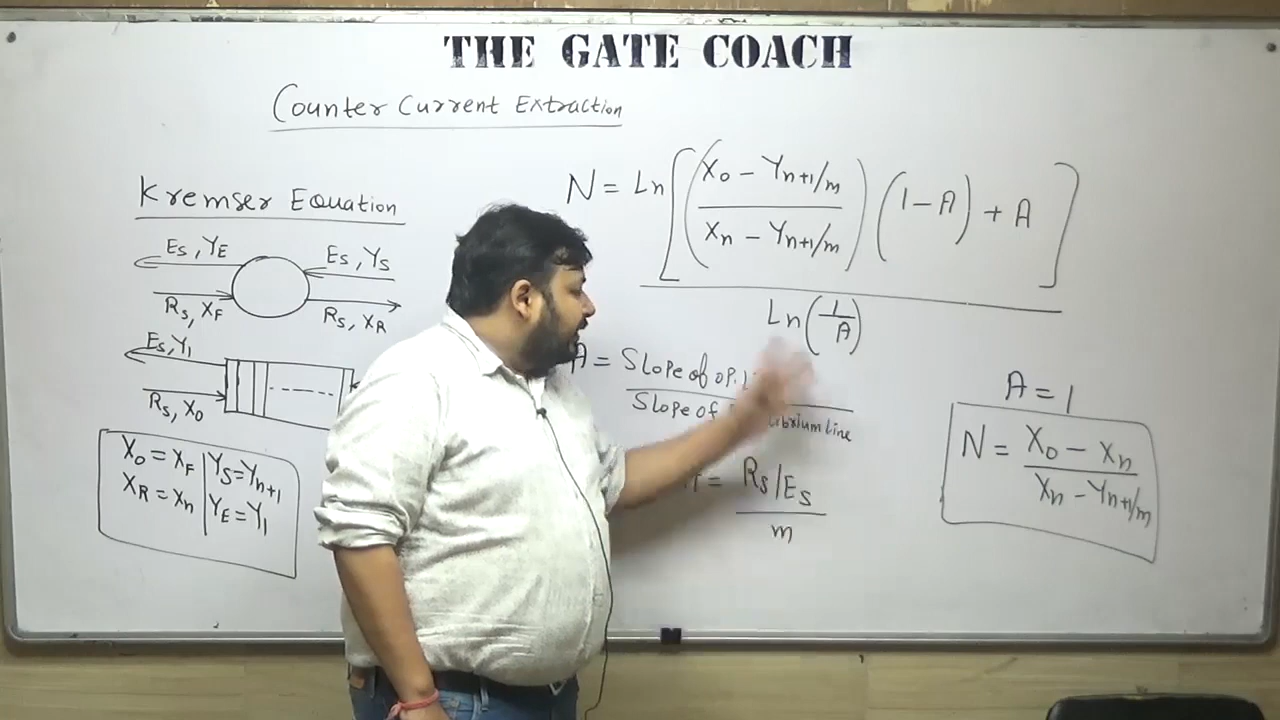 THE GATE COACH
Counter Current Extraction
Kremser Equation
Es, YE
Es, Ys
Rs, XF
Rs, XR
Es, Y1
Rs, X0
X0 = XF | Ys = Yn+1
XR = Xn | YE = Y1
N = Ln[((X0 - Yn+1/m)/(Xn - Yn+1/m)) (1 - A) + A]
Ln(1/A)
A = Slope of op.
Slope of librium line
= Rs/Es
m
A = 1
N = X0 - Xn
Xn - Yn+1/m